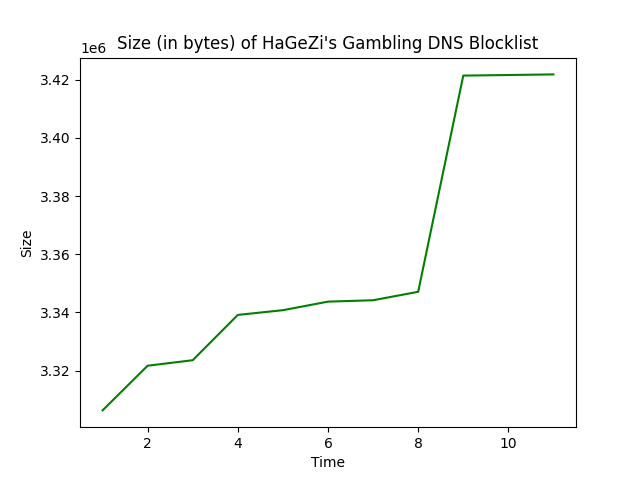 Size (in bytes) of HaGeZi's Gambling DNS Blocklist
1e6
3.42
3.40
3.38
3.36
3.34
3.32
Size
2 4 6 8 10
Time